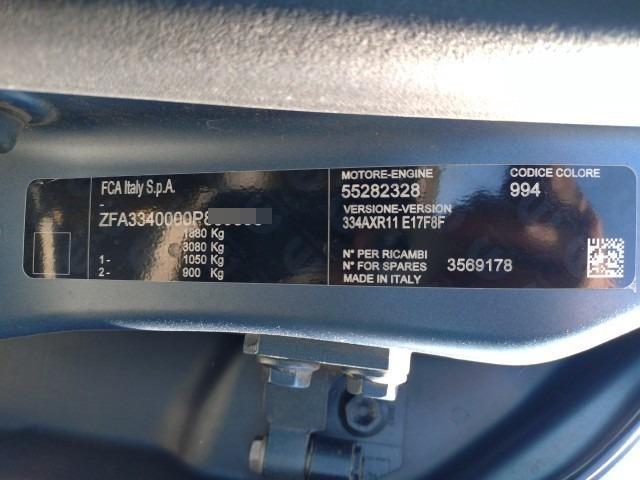 FCA Italy S.p.A.
-
ZFA3340000P8
1880 Kg
3080 Kg
1 - 1050 Kg
2 - 900 Kg
MOTORE-ENGINE
55282328
VERSIONE-VERSION
334AXR11 E17F8F
N° PER RICAMBI
N° FOR SPARES 3569178
MADE IN ITALY
CODICE COLORE
994